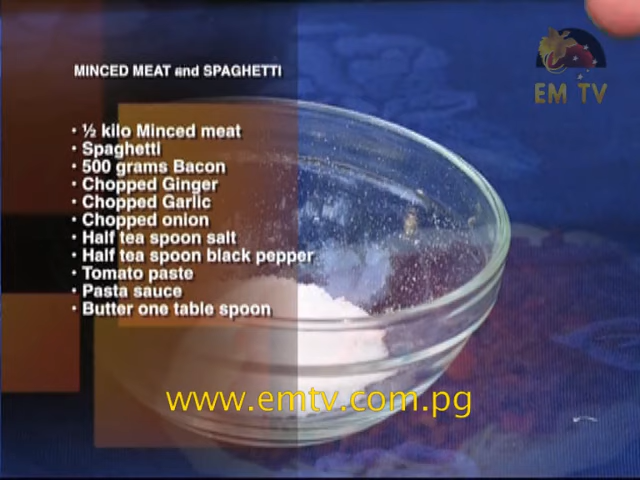 MINCED MEAT and SPAGHETTI
EM TV
• ½ kilo Minced meat
• Spaghetti
• 500 grams Bacon
• Chopped Ginger
• Chopped Garlic
• Chopped onion
• Half tea spoon salt
• Half tea spoon black pepper
• Tomato paste
• Pasta sauce
• Butter one table spoon
www.emtv.com.pg